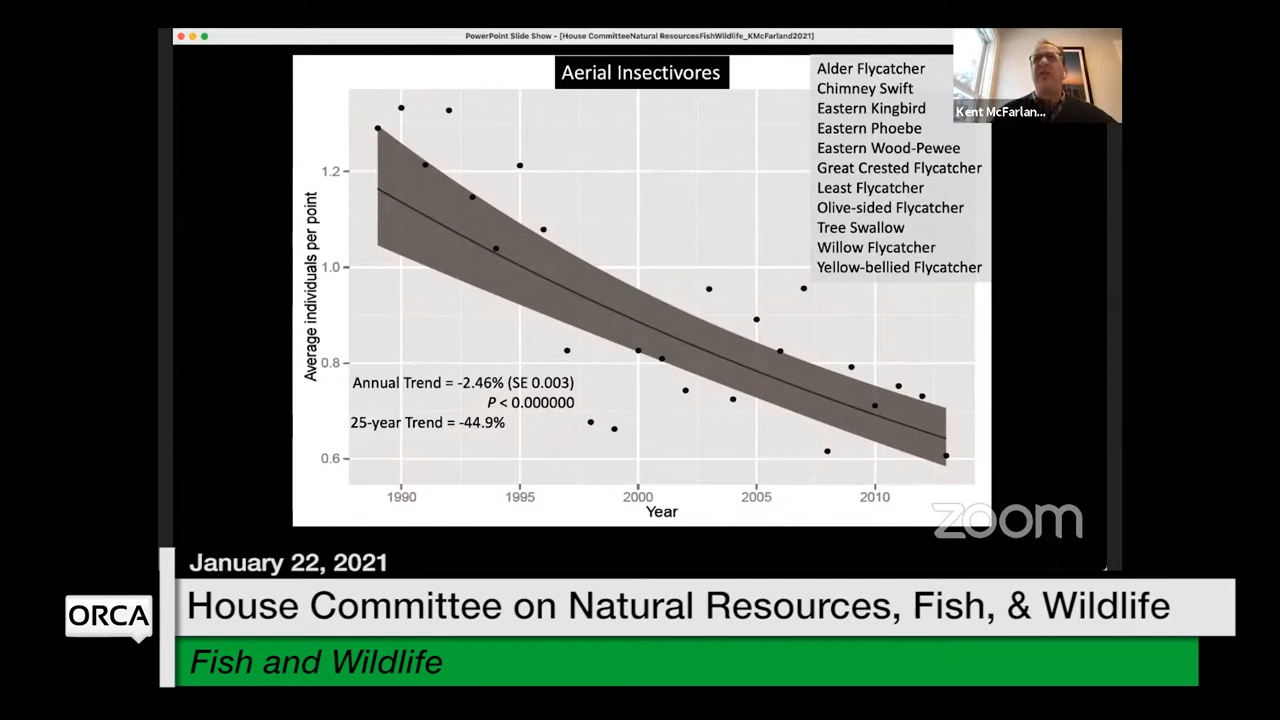 PowerPoint Slide Show - [House CommitteeNatural ResourcesFishWildlife_KMcFarland2021]
Aerial Insectivores
Alder Flycatcher
Chimney Swift
Eastern Kingbird
Eastern Phoebe
Eastern Wood-Pewee
Great Crested Flycatcher
Least Flycatcher
Olive-sided Flycatcher
Tree Swallow
Willow Flycatcher
Yellow-bellied Flycatcher
Kent McFarlan...
Average individuals per point
1.2
1.0
0.8
0.6
Annual Trend = -2.46% (SE 0.003)
P < 0.000000
25-year Trend = -44.9%
1990 1995 2000 2005 2010
Year
zoom
January 22, 2021
ORCA
House Committee on Natural Resources, Fish, & Wildlife
Fish and Wildlife